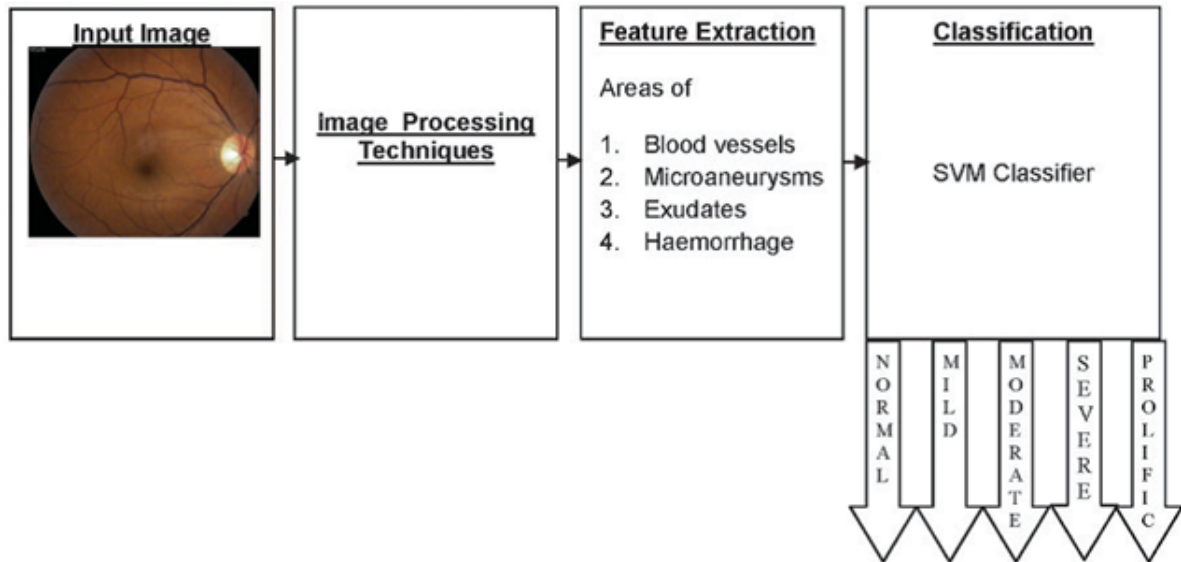 Input Image
image Processing
Techniques
Feature Extraction
Areas of
1. Blood vessels
2. Microaneurysms
3. Exudates
4. Haemorrhage
Classification
SVM Classifier
NORMAL
MILD
MODERATE
SEVERE
PROLIFIC